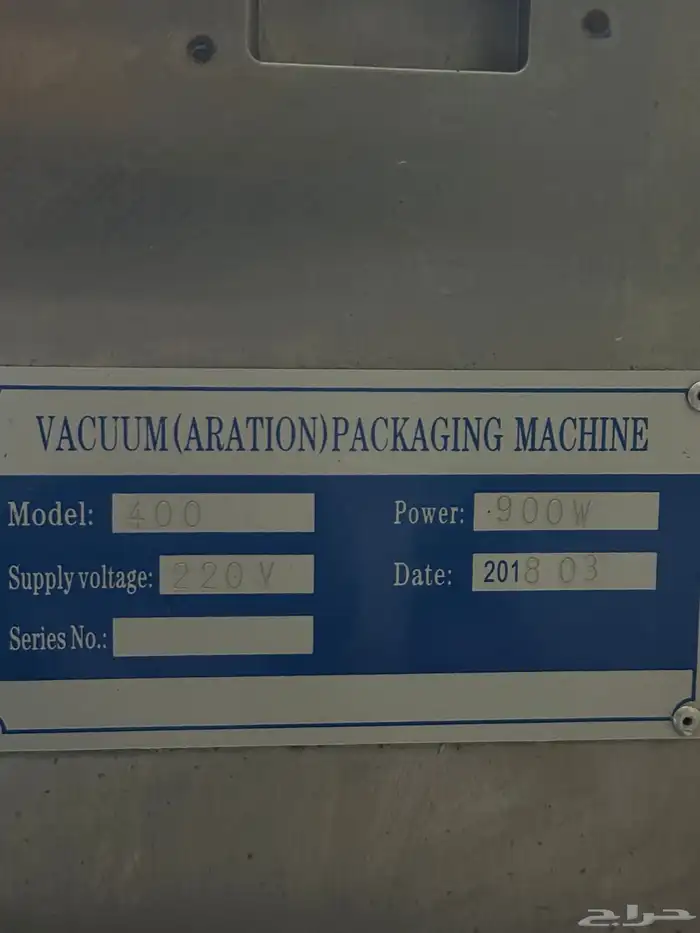 VACUUM(ARATION)PACKAGING MACHINE
Model: 400 Power: 900W
Supply voltage: 220V Date: 2018 03
Series No.:
حراج